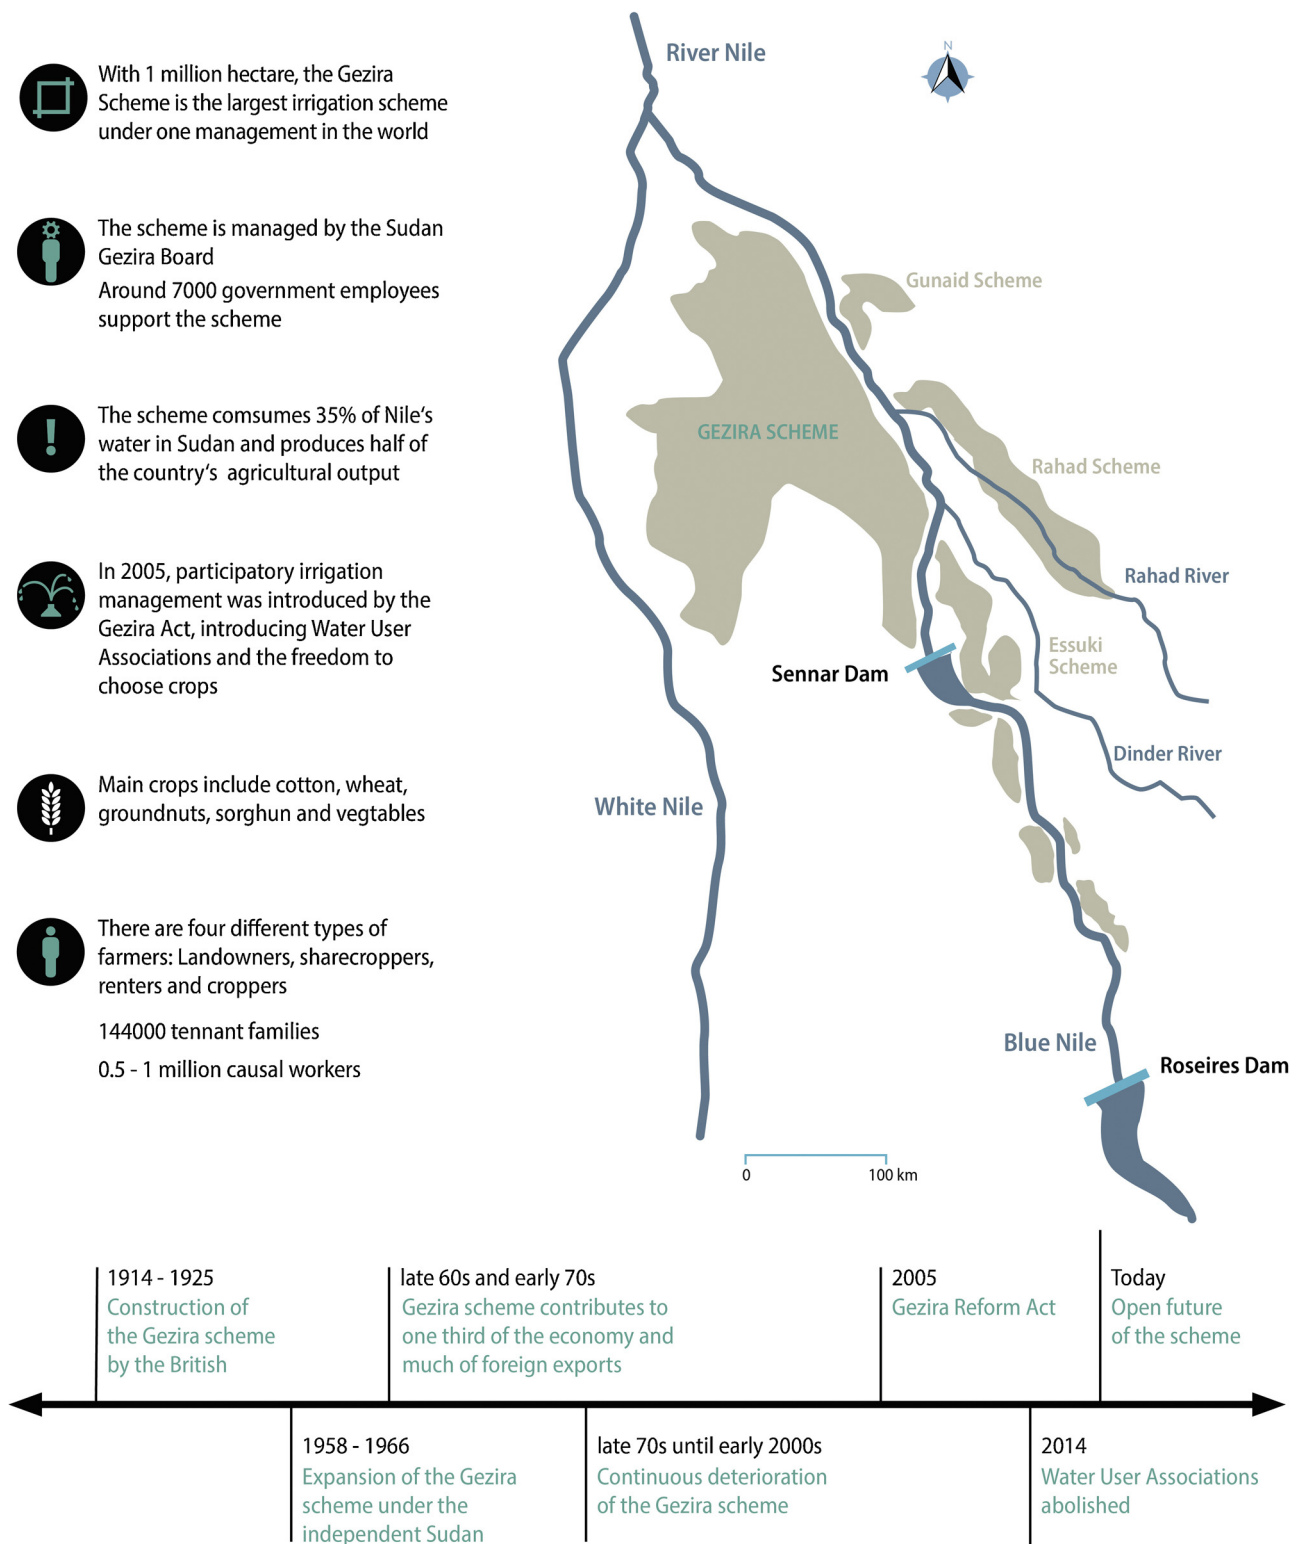 With 1 million hectare, the Gezira
Scheme is the largest irrigation scheme
under one management in the world
The scheme is managed by the Sudan
Gezira Board
Around 7000 government employees
support the scheme
The scheme comsumes 35% of Nile‘s
water in Sudan and produces half of
the country‘s agricultural output
In 2005, participatory irrigation
management was introduced by the
Gezira Act, introducing Water User
Associations and the freedom to
choose crops
Main crops include cotton, wheat,
groundnuts, sorghun and vegtables
There are four different types of
farmers: Landowners, sharecroppers,
renters and croppers
144000 tennant families
0.5 - 1 million causal workers
River Nile
N
Gunaid Scheme
GEZIRA SCHEME
Rahad Scheme
Rahad River
Essuki
Scheme
Sennar Dam
Dinder River
White Nile
Blue Nile
Roseires Dam
0
100 km
1914 - 1925
Construction of
the Gezira scheme
by the British
late 60s and early 70s
Gezira scheme contributes to
one third of the economy and
much of foreign exports
2005
Gezira Reform Act
Today
Open future
of the scheme
1958 - 1966
Expansion of the Gezira
scheme under the
independent Sudan
late 70s until early 2000s
Continuous deterioration
of the Gezira scheme
2014
Water User Associations
abolished